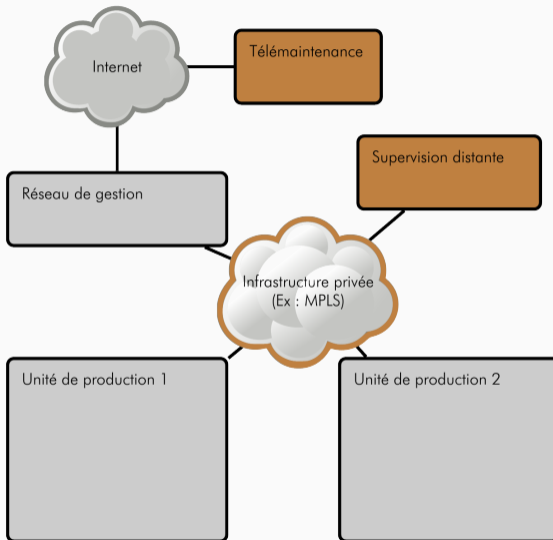 Internet
Télémaintenance
Supervision distante
Réseau de gestion
Infrastructure privée
(Ex : MPLS)
Unité de production 1
Unité de production 2